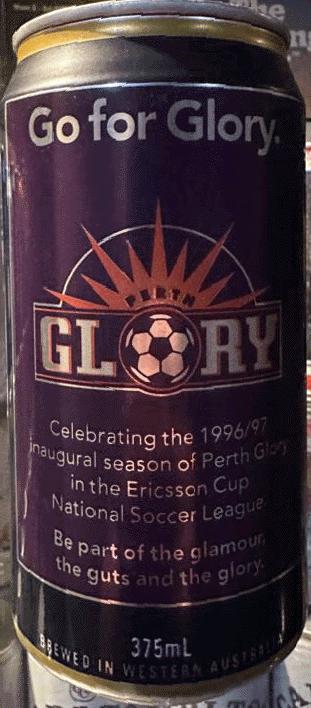 Go for Glory.
PERTH
GLORY
Celebrating the 1996/97
inaugural season of Perth Glory
in the Ericsson Cup
National Soccer League.
Be part of the glamour,
the guts and the glory.
375mL
BREWED IN WESTERN AUSTRALIA